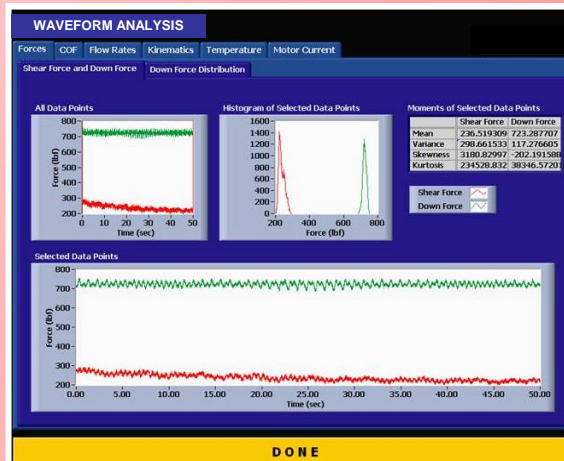 WAVEFORM ANALYSIS
Forces COF Flow Rates Kinematics Temperature Motor Current
Shear Force and Down Force Down Force Distribution
All Data Points
Force (lbf)
800
700
600
500
400
300
200
0 10 20 30 40 50
Time (sec)
Histogram of Selected Data Points
1600
1400
1200
1000
800
600
400
200
0
200 400 600 800
Force (lbf)
Moments of Selected Data Points
Shear Force Down Force
Mean 236.519309 723.287707
Variance 298.661533 117.276605
Skewness 3180.82997 -202.191588
Kurtosis 234528.832 38346.57201
Shear Force
Down Force
Selected Data Points
Force (lbf)
800
700
600
500
400
300
200
0.00 5.00 10.00 15.00 20.00 25.00 30.00 35.00 40.00 45.00 50.00
Time (sec)
DONE